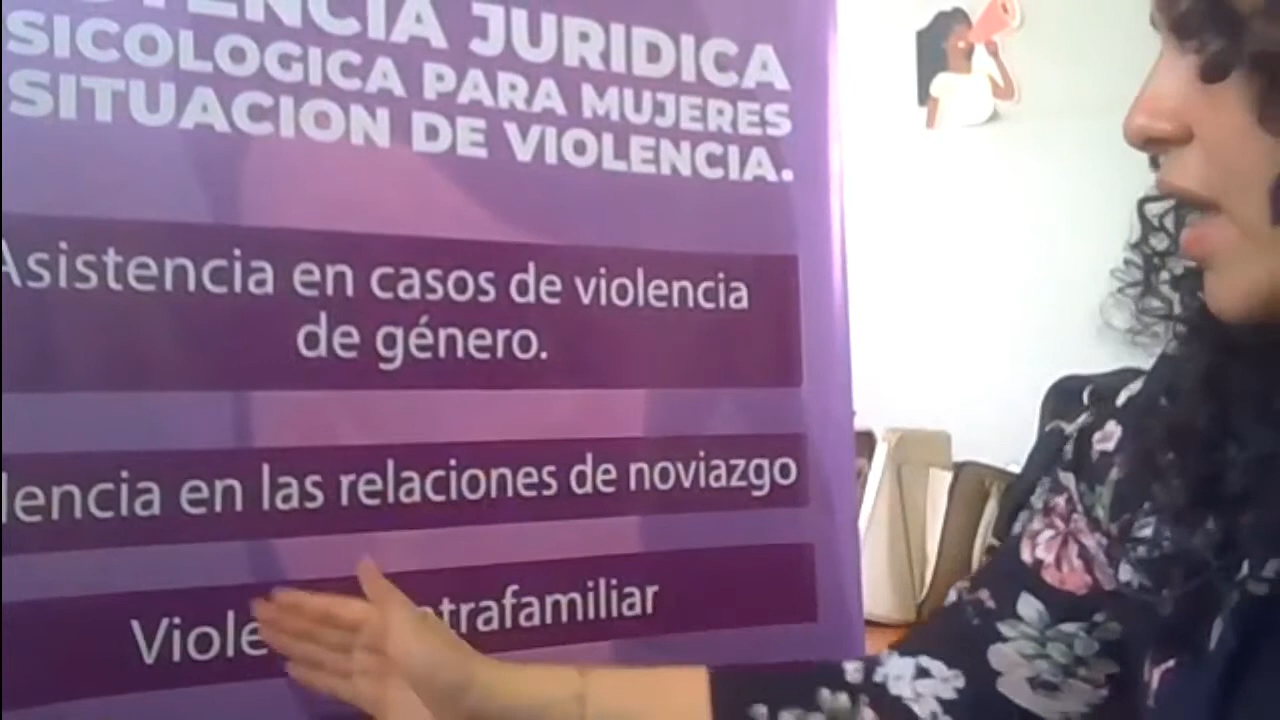 TENCIA JURIDICA
SICOLOGICA PARA MUJERES
SITUACION DE VIOLENCIA.
Asistencia en casos de violencia
de género.
lencia en las relaciones de noviazgo
Viole trafamiliar